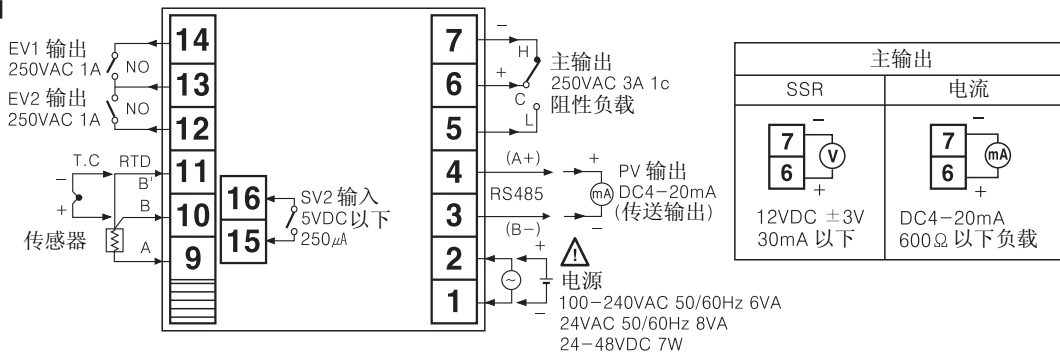 EV1 输出
250VAC 1A
NO
EV2 输出
250VAC 1A
NO
T.C
RTD
−
+
B'
B
A
传感器
14
13
12
11
10
9
16
15
SV2 输入
5VDC 以下
250μA
7
6
5
4
3
2
1
−
H
+
C
L
主输出
250VAC 3A 1c
阻性负载
(A+)
RS485
(B−)
+
mA
−
PV 输出
DC4−20mA
(传送输出)
+
~
−
!
电源
100−240VAC 50/60Hz 6VA
24VAC 50/60Hz 8VA
24−48VDC 7W
主输出
SSR
电流
7
6
−
V
+
12VDC ±3V
30mA 以下
7
6
−
mA
+
DC4−20mA
600Ω 以下负载